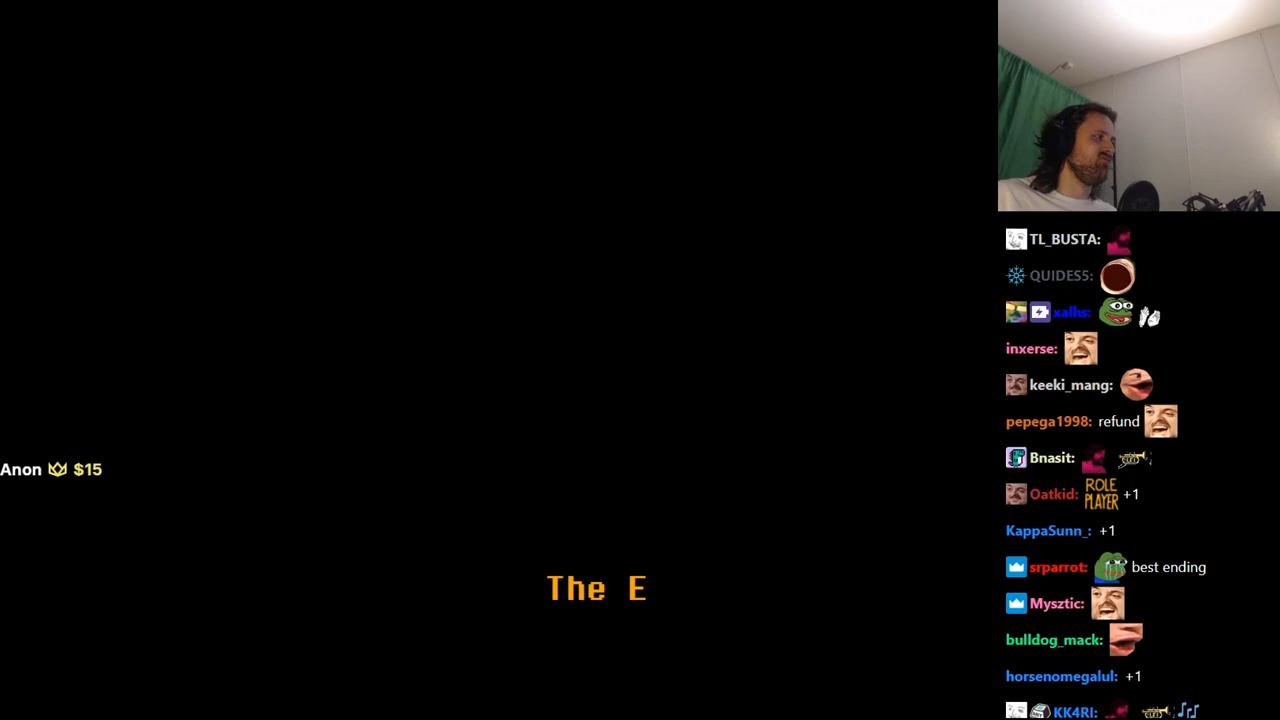 TL_BUSTA:
QUIDES5:
xalhs:
inxerse:
keeki_mang:
pepega1998: refund
Bnasit:
Anon $15
Oatkid: ROLE PLAYER +1
KappaSunn_: +1
srparrot: best ending
The E
Mysztic:
bulldog_mack:
horsenomegalul: +1
KK4RI: